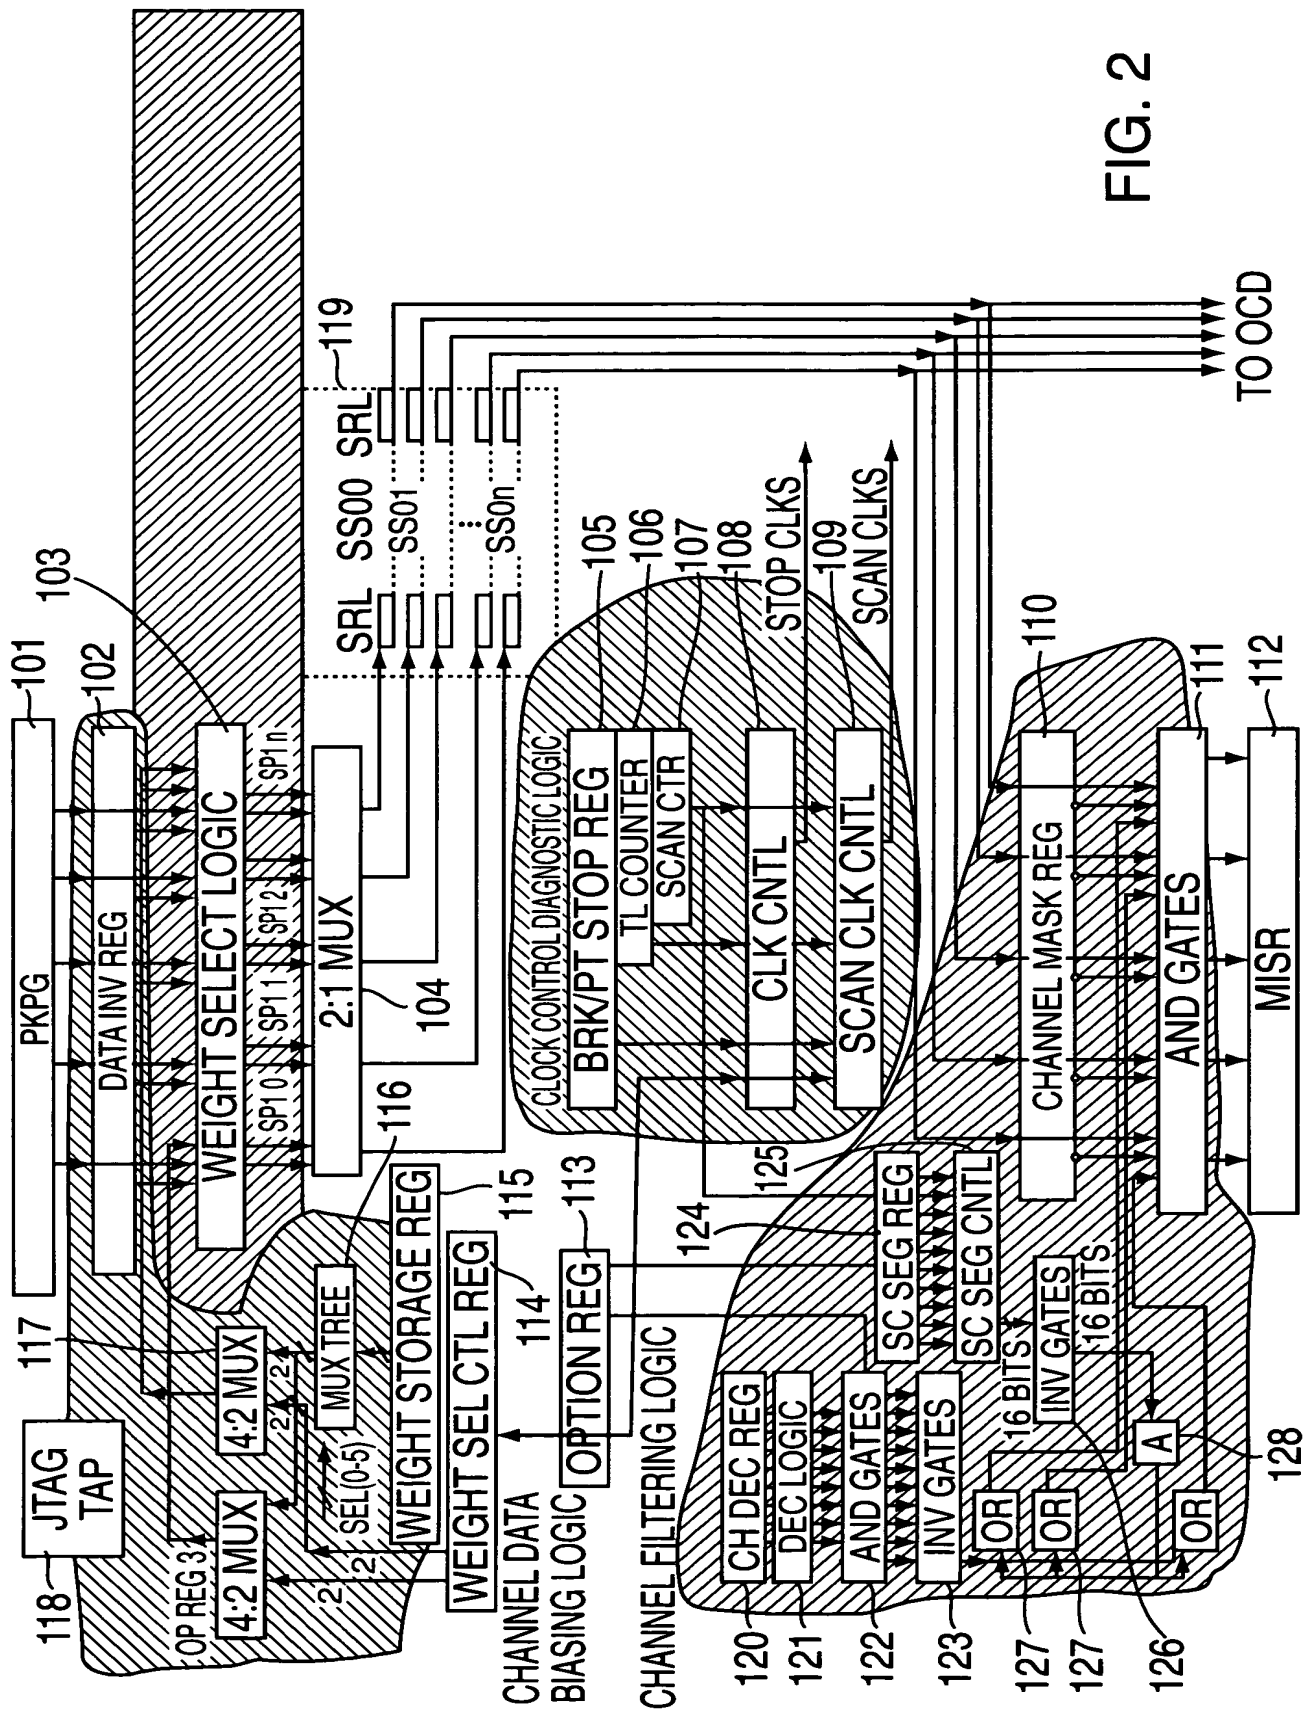 JTAG
TAP
118
117
PKPG
101
DATA INV REG
102
103
WEIGHT SELECT LOGIC
SP1 0
SP1 1
SP1 2
SP1 n
2:1 MUX
104
OP REG 32
4:2 MUX
4:2 MUX
2
2
2
2
SEL(0-5)
MUX TREE
116
WEIGHT STORAGE REG
115
WEIGHT SEL CTL REG
114
CHANNEL DATA
BIASING LOGIC
OPTION REG
113
SRL
SS00
SRL
119
SS01
SS0n
CLOCK CONTROL DIAGNOSTIC LOGIC
BRK/PT STOP REG
105
TL COUNTER
106
SCAN CTR
107
CLK CNTL
108
STOP CLKS
SCAN CLK CNTL
109
SCAN CLKS
CHANNEL FILTERING LOGIC
CH DEC REG
120
DEC LOGIC
121
AND GATES
122
INV GATES
123
124
SC SEG REG
125
SC SEG CNTL
16 BITS
INV GATES
16 BITS
126
OR
127
OR
127
A
128
OR
CHANNEL MASK REG
110
AND GATES
111
MISR
112
TO OCD
FIG. 2